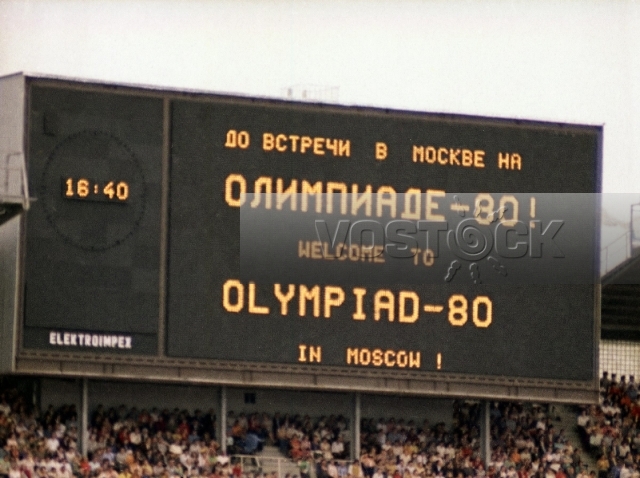 ДО ВСТРЕЧИ В МОСКВЕ НА
16:40
ОЛИМПИАДЕ-80!
VOSTOCK
WELCOME TO
OLYMPIAD-80
ELEKTROIMPEX
IN MOSCOW !